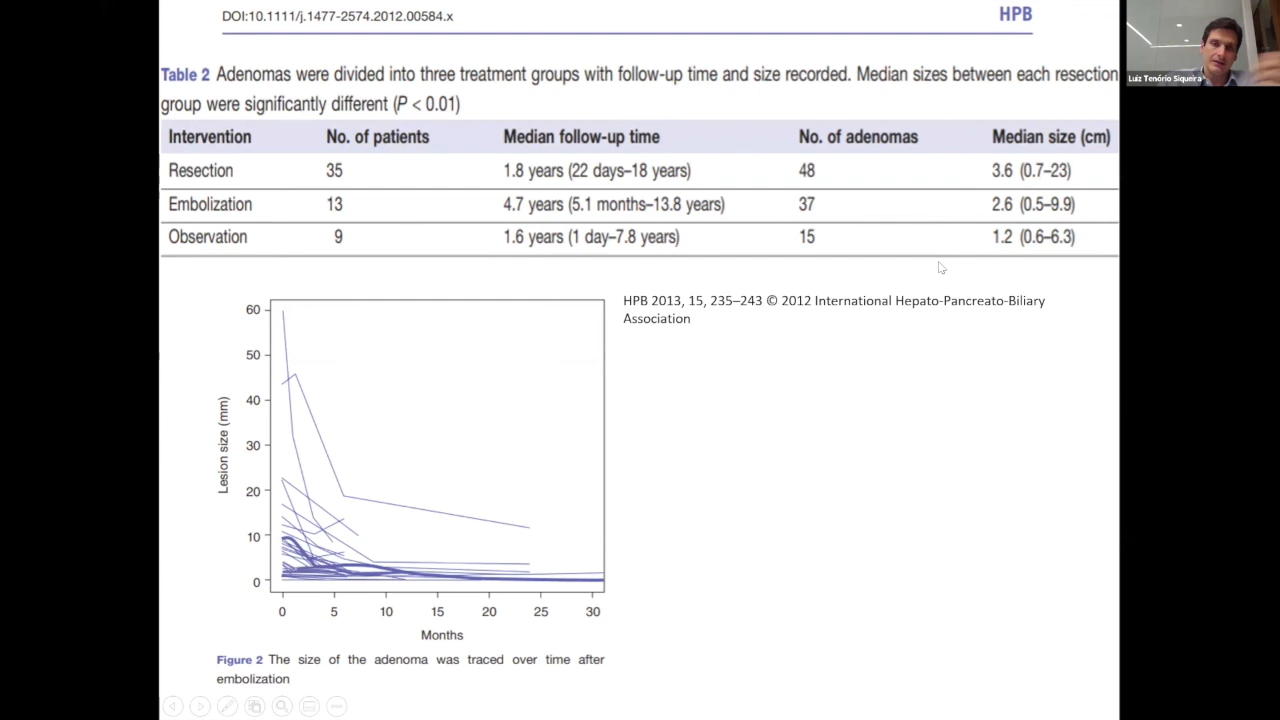 DOI:10.1111/j.1477-2574.2012.00584.x
HPB
Luiz Tenório Siqueira
Table 2 Adenomas were divided into three treatment groups with follow-up time and size recorded. Median sizes between each resection
group were significantly different (P < 0.01)
Intervention No. of patients Median follow-up time No. of adenomas Median size (cm)
Resection 35 1.8 years (22 days–18 years) 48 3.6 (0.7–23)
Embolization 13 4.7 years (5.1 months–13.8 years) 37 2.6 (0.5–9.9)
Observation 9 1.6 years (1 day–7.8 years) 15 1.2 (0.6–6.3)
HPB 2013, 15, 235–243 © 2012 International Hepato-Pancreato-Biliary
Association
Lesion size (mm)
60
50
40
30
20
10
0
0 5 10 15 20 25 30
Months
Figure 2 The size of the adenoma was traced over time after
embolization